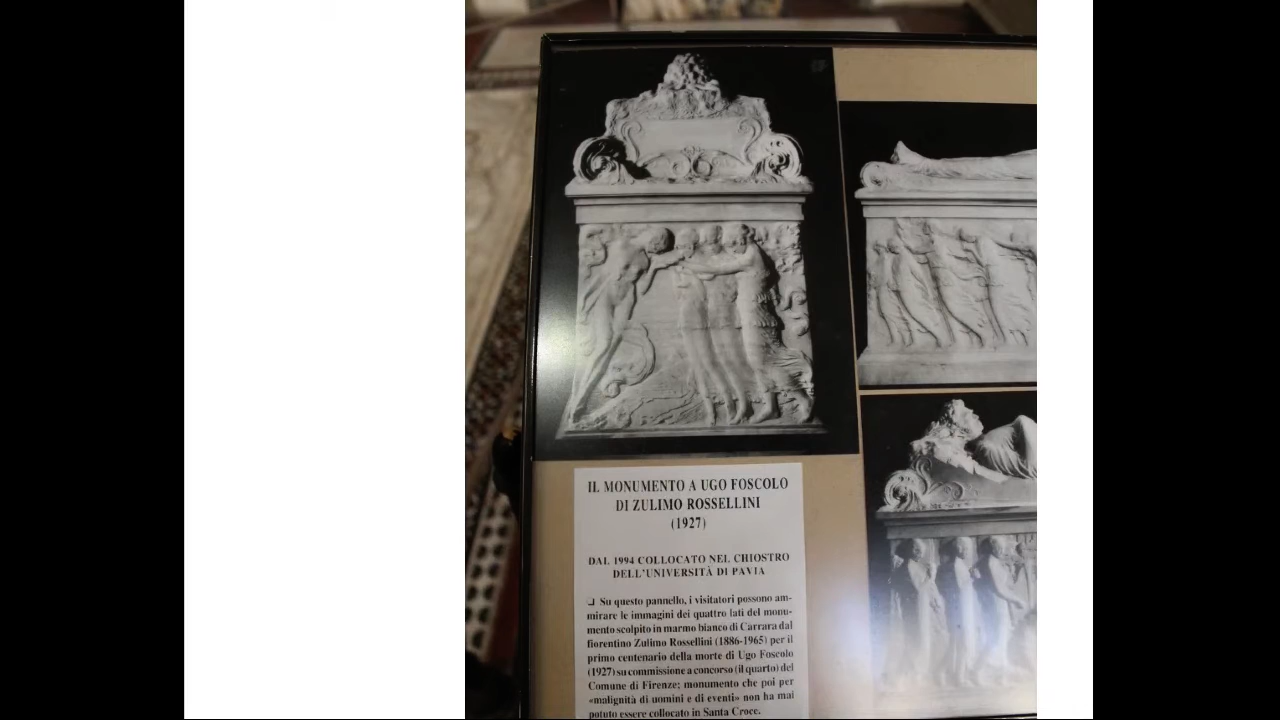 IL MONUMENTO A UGO FOSCOLO
DI ZULIMO ROSSELLINI
(1927)
DAL 1994 COLLOCATO NEL CHIOSTRO
DELL'UNIVERSITÀ DI PAVIA
❏ Su questo pannello, i visitatori possono am-
mirare le immagini dei quattro lati del monu-
mento scolpito in marmo bianco di Carrara dal
fiorentino Zulimo Rossellini (1886-1965) per il
primo centenario della morte di Ugo Foscolo
(1927) su commissione a concorso (il quarto) del
Comune di Firenze; monumento che poi per
«malignità di uomini e di eventi» non ha mai
potuto essere collocato in Santa Croce.